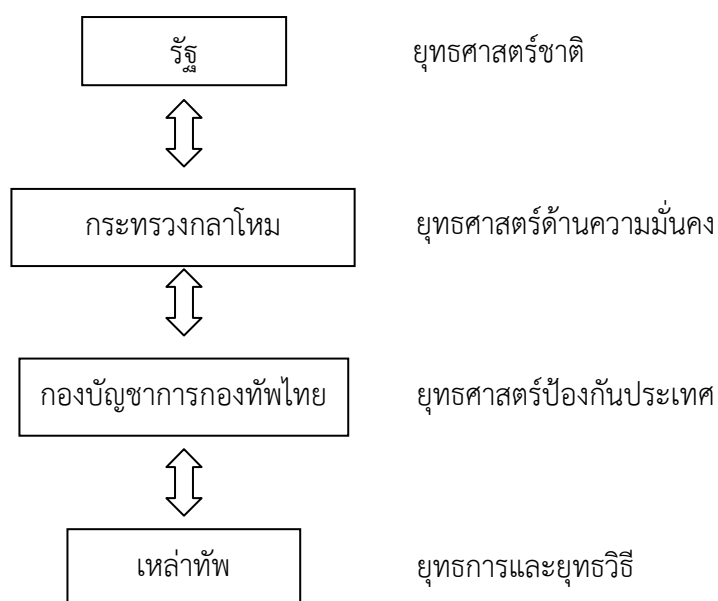 รัฐ ยุทธศาสตร์ชาติ
กระทรวงกลาโหม ยุทธศาสตร์ด้านความมั่นคง
กองบัญชาการกองทัพไทย ยุทธศาสตร์ป้องกันประเทศ
เหล่าทัพ ยุทธการและยุทธวิธี